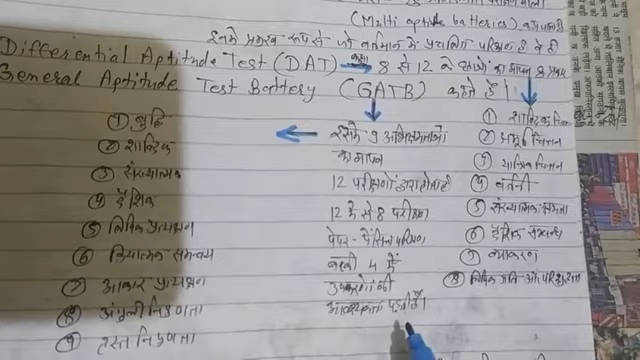 (Multi aptitude batteries)
इनमें प्रमुख रूप से जो वर्तमान में प्रचलित परीक्षण हैं वे हैं
Differential Aptitude Test (DAT) कक्षा 8 से 12 के छात्रों का मापन 8 प्रकार
General Aptitude Test Battery (GATB) कहते हैं।
① बुद्धि
② शाब्दिक
③ संख्यात्मक
④ दैशिक
⑤ लिपिक प्रत्यक्षण
⑥ क्रियात्मक समन्वय
⑦ आकार प्रत्यक्षण
⑧ अंगुली निपुणता
⑨ हस्त निपुणता
इसके 9 अभिक्षमताओं
का मापन
12 परीक्षणों द्वारा होता है
12 में से 8 परीक्षण
पेपर - पेंसिल परीक्षण
बाकी 4 में
उपकरणों की
आवश्यकता पड़ती है।
① शाब्दिक चिंतन
② अमूर्त चिंतन
③ यांत्रिक चिंतन
④ वर्तनी
⑤ संख्यात्मक क्षमता
⑥ दैशिक सम्बन्ध
⑦ व्याकरण
⑧ लिपिक गति और परिशुद्धता